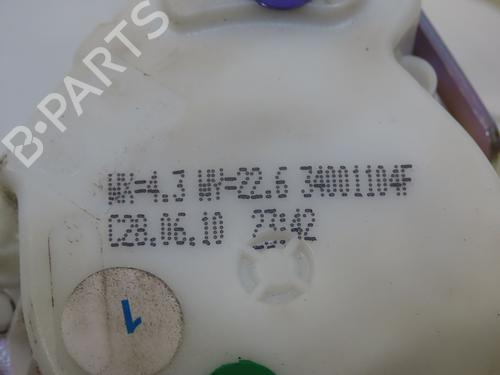 B-PARTS
WX=4.3 WY=22.6 34001104F
C28.06.10 23:42
1